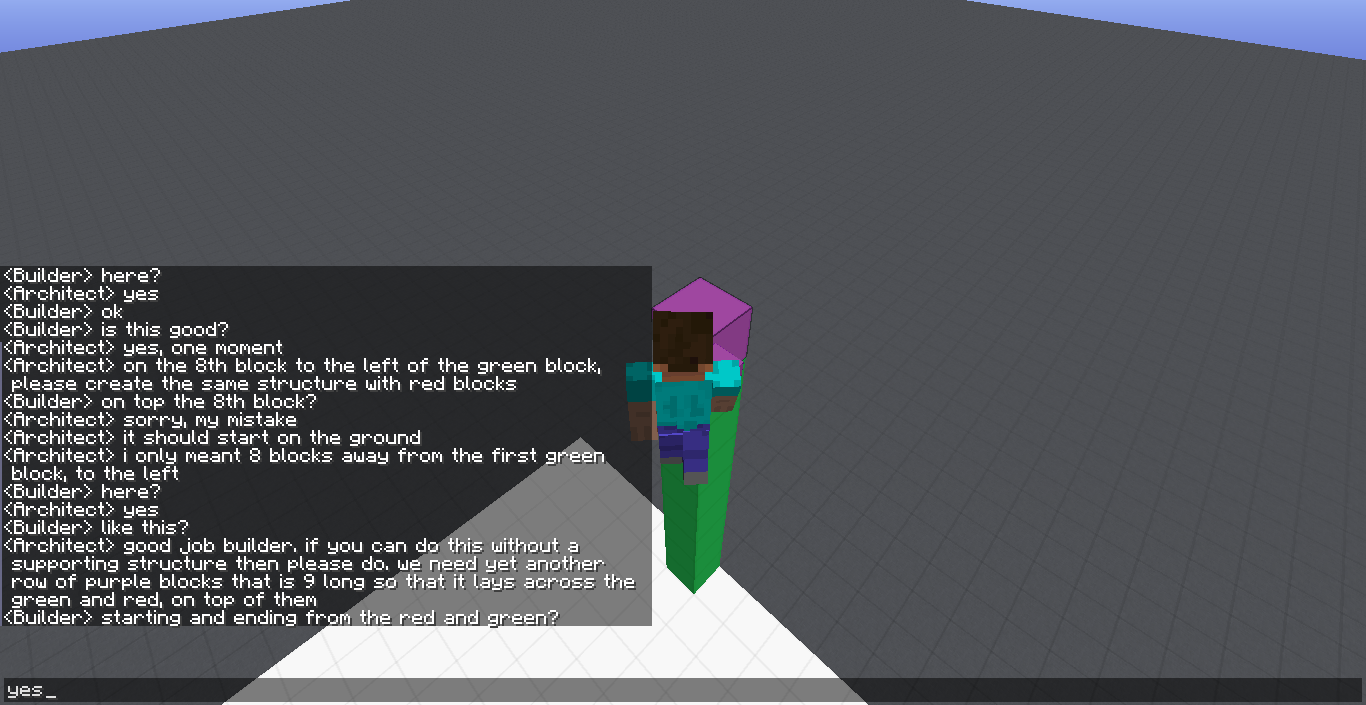 <Builder> here?
<Architect> yes
<Builder> ok
<Builder> is this good?
<Architect> yes, one moment
<Architect> on the 8th block to the left of the green block,
please create the same structure with red blocks
<Builder> on top the 8th block?
<Architect> sorry, my mistake
<Architect> it should start on the ground
<Architect> i only meant 8 blocks away from the first green
block, to the left
<Builder> here?
<Architect> yes
<Builder> like this?
<Architect> good job builder. if you can do this without a
supporting structure then please do. we need yet another
row of purple blocks that is 9 long so that it lays across the
green and red, on top of them
<Builder> starting and ending from the red and green?
yes_